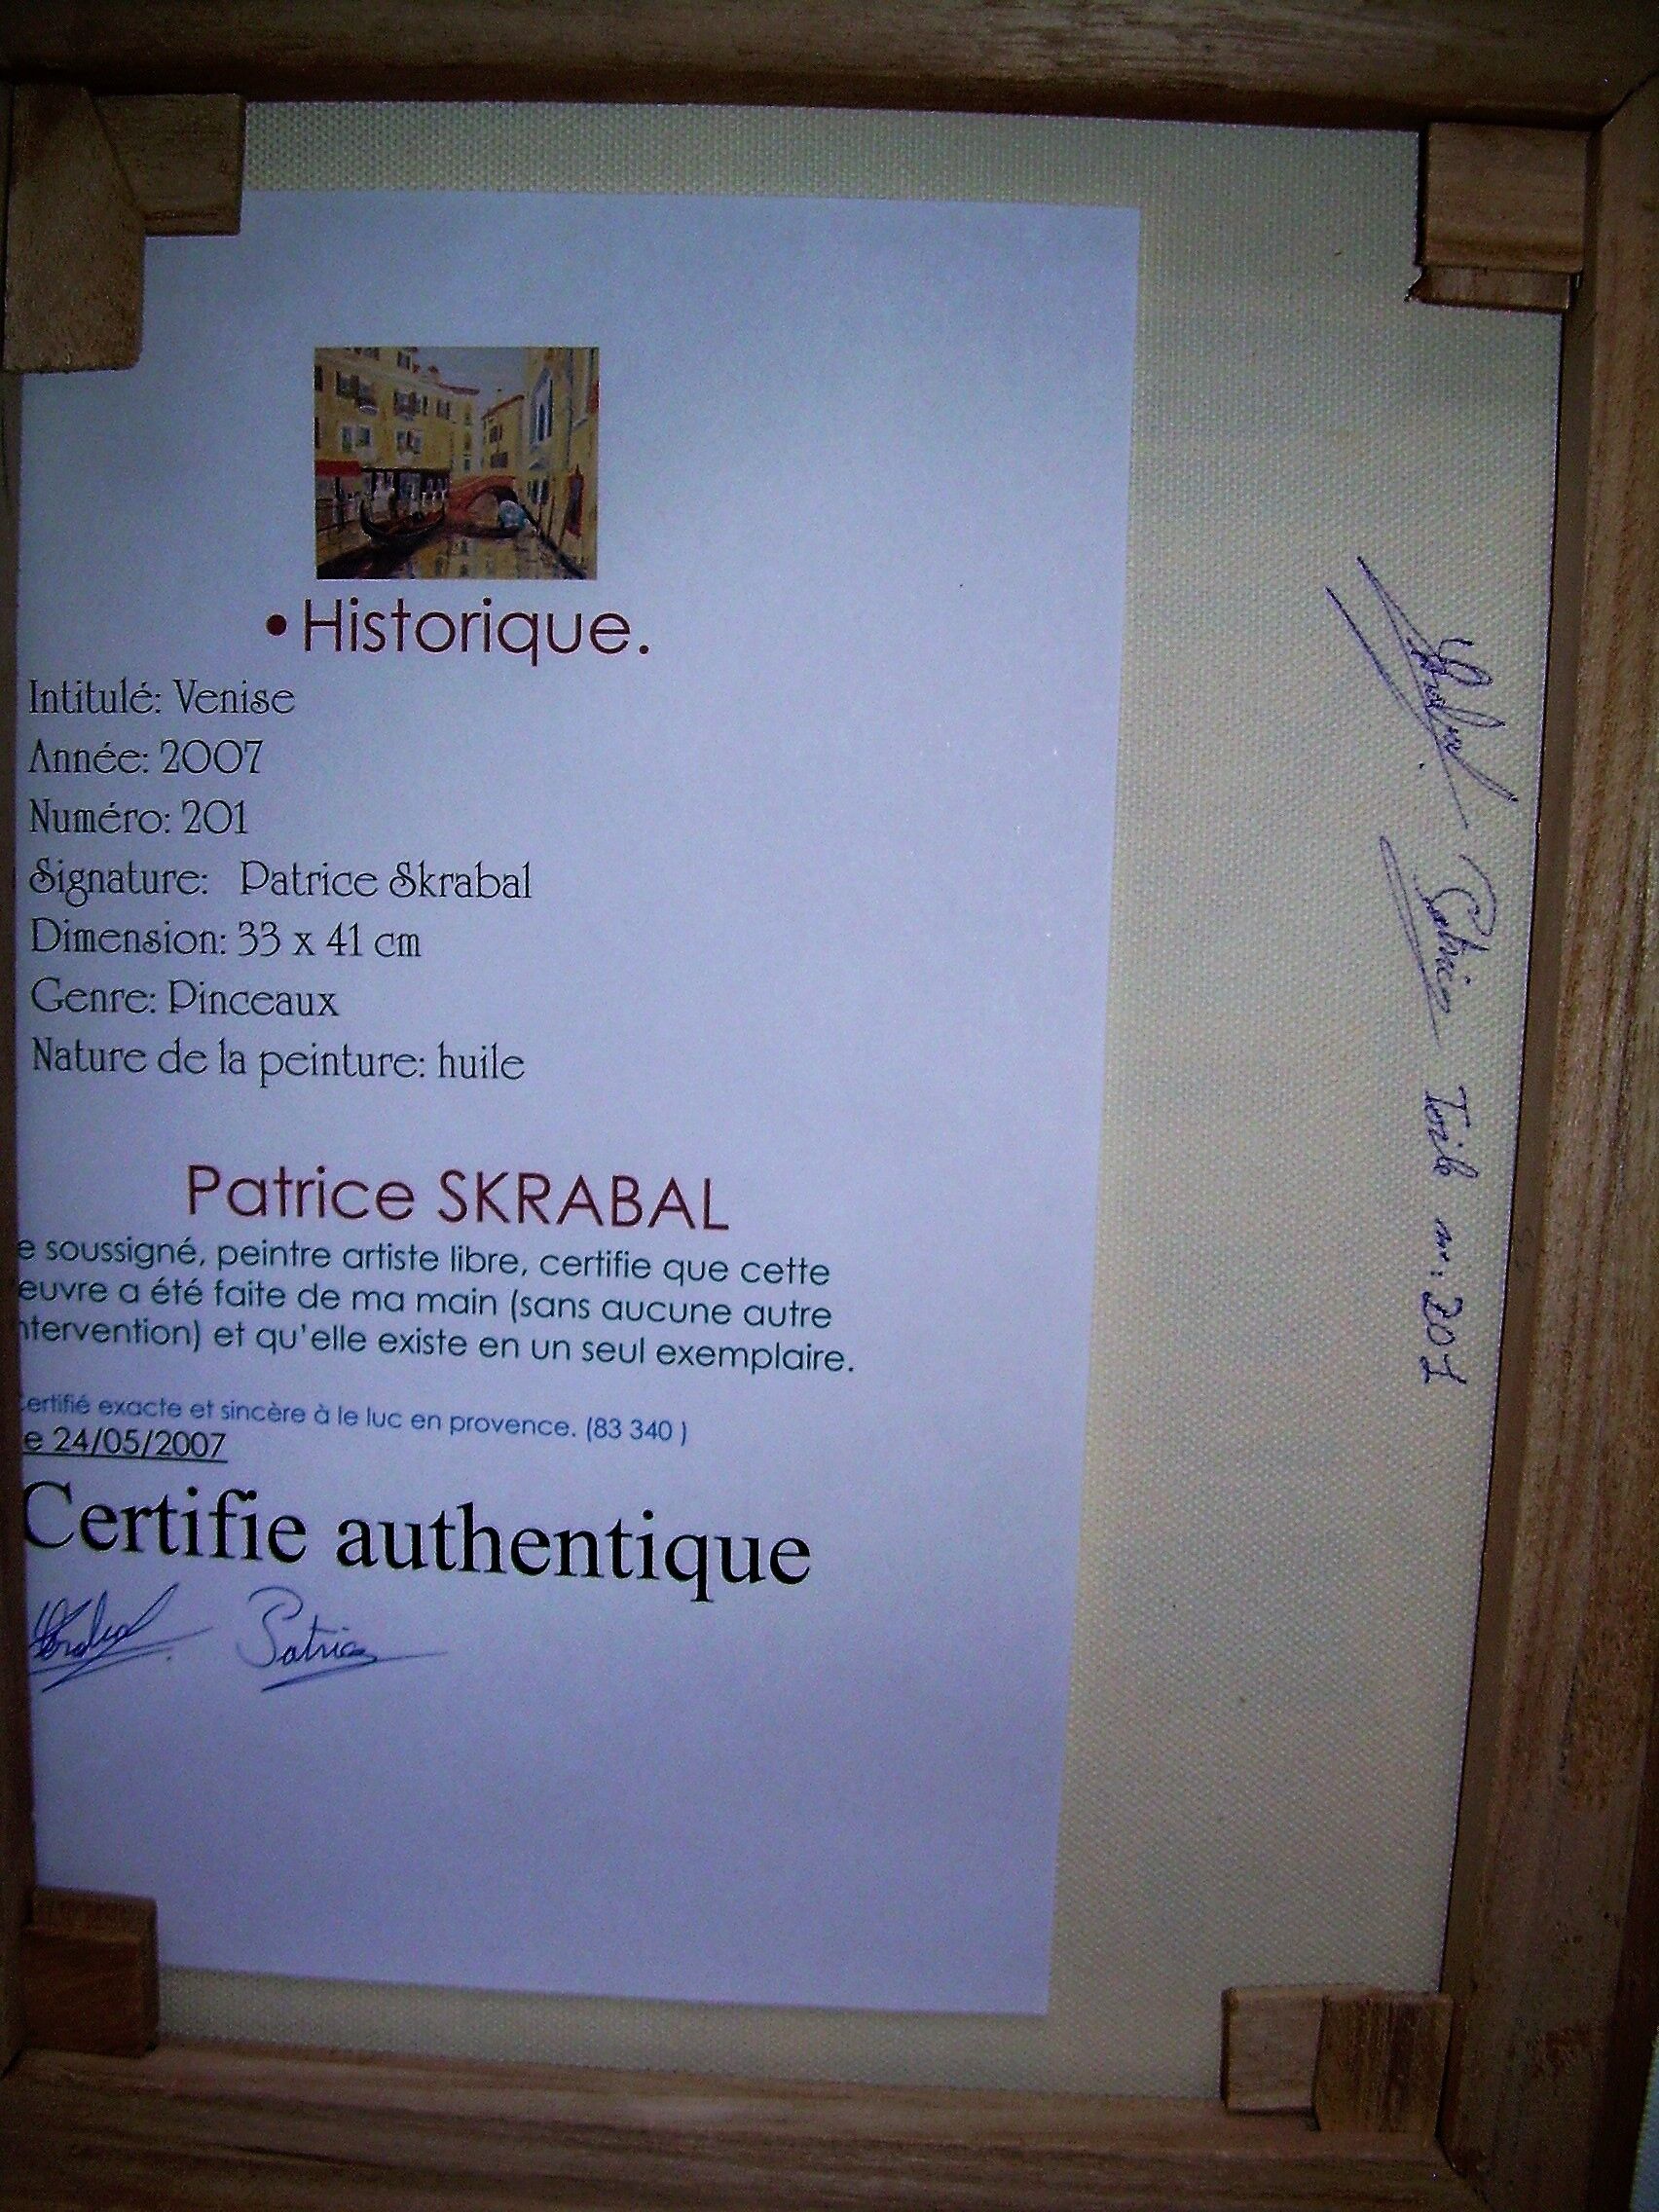 • Historique.
Intitulé: Venise
Année: 2007
Numéro: 201
Signature: Patrice Skrabal
Dimension: 33 x 41 cm
Genre: Pinceaux
Nature de la peinture: huile
Patrice SKRABAL
e soussigné, peintre artiste libre, certifie que cette
euvre a été faite de ma main (sans aucune autre
ntervention) et qu'elle existe en un seul exemplaire.
ertifié exacte et sincère à le luc en provence. (83 340 )
e 24/05/2007
Certifie authentique
Skrabal. Patrice
Skrabal. Patrice Toile n°: 201